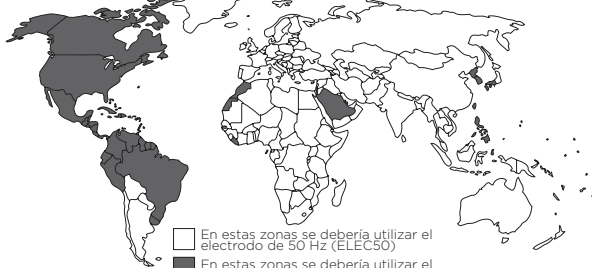 En estas zonas se debería utilizar el
electrodo de 50 Hz (ELEC50)
En estas zonas se debería utilizar el